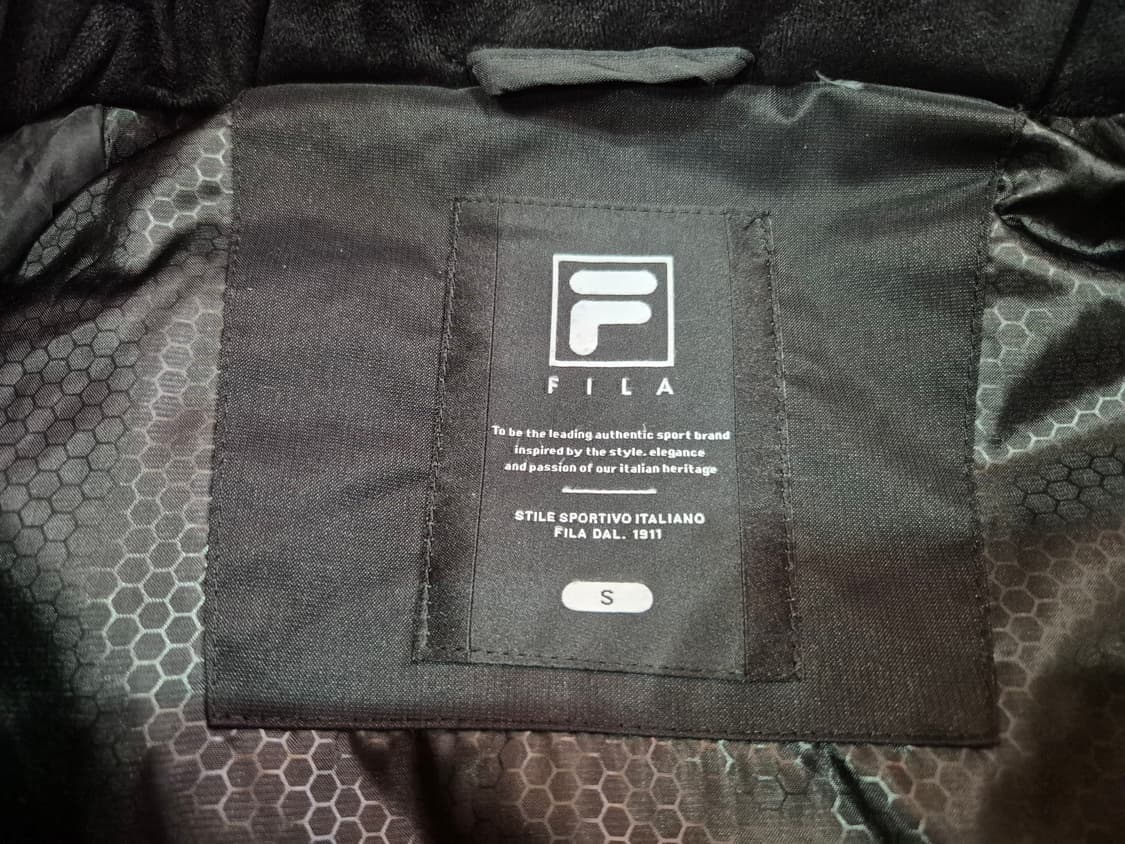 F
FILA
To be the leading authentic sport brand
inspired by the style. elegance
and passion of our italian heritage
STILE SPORTIVO ITALIANO
FILA DAL. 1911
S